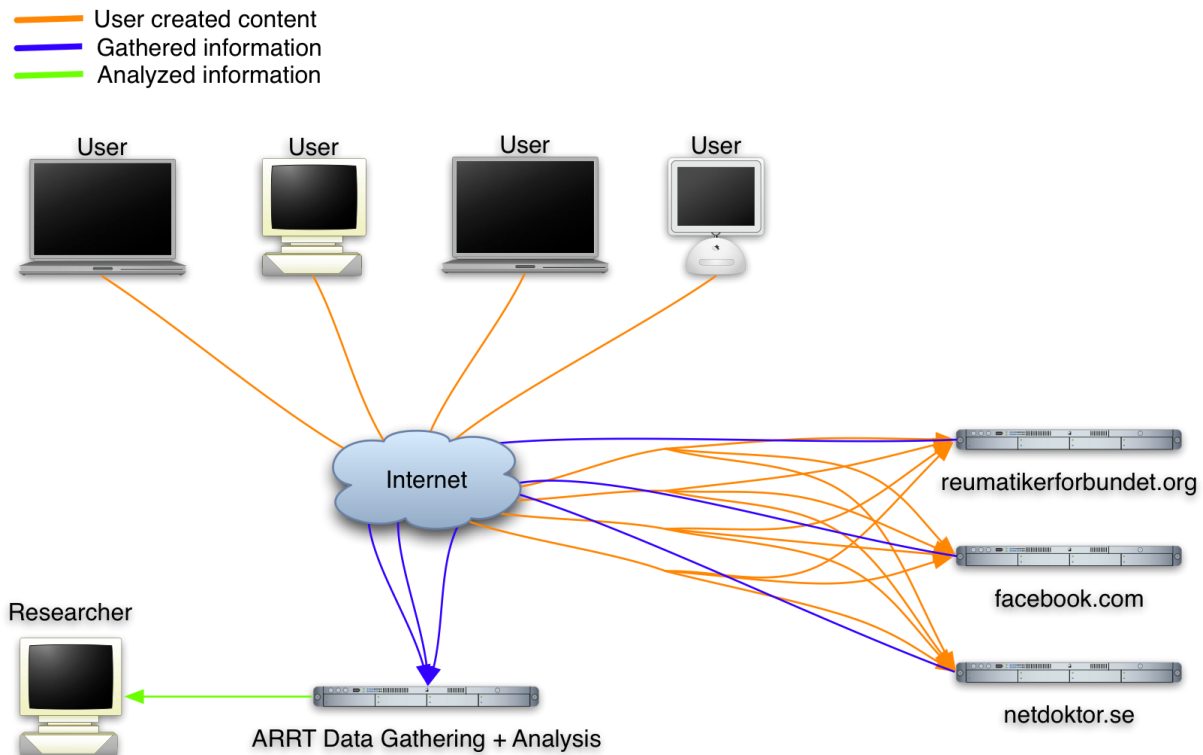 User created content
Gathered information
Analyzed information
User
User
User
User
Internet
reumatikerforbundet.org
facebook.com
Researcher
netdoktor.se
ARRT Data Gathering + Analysis